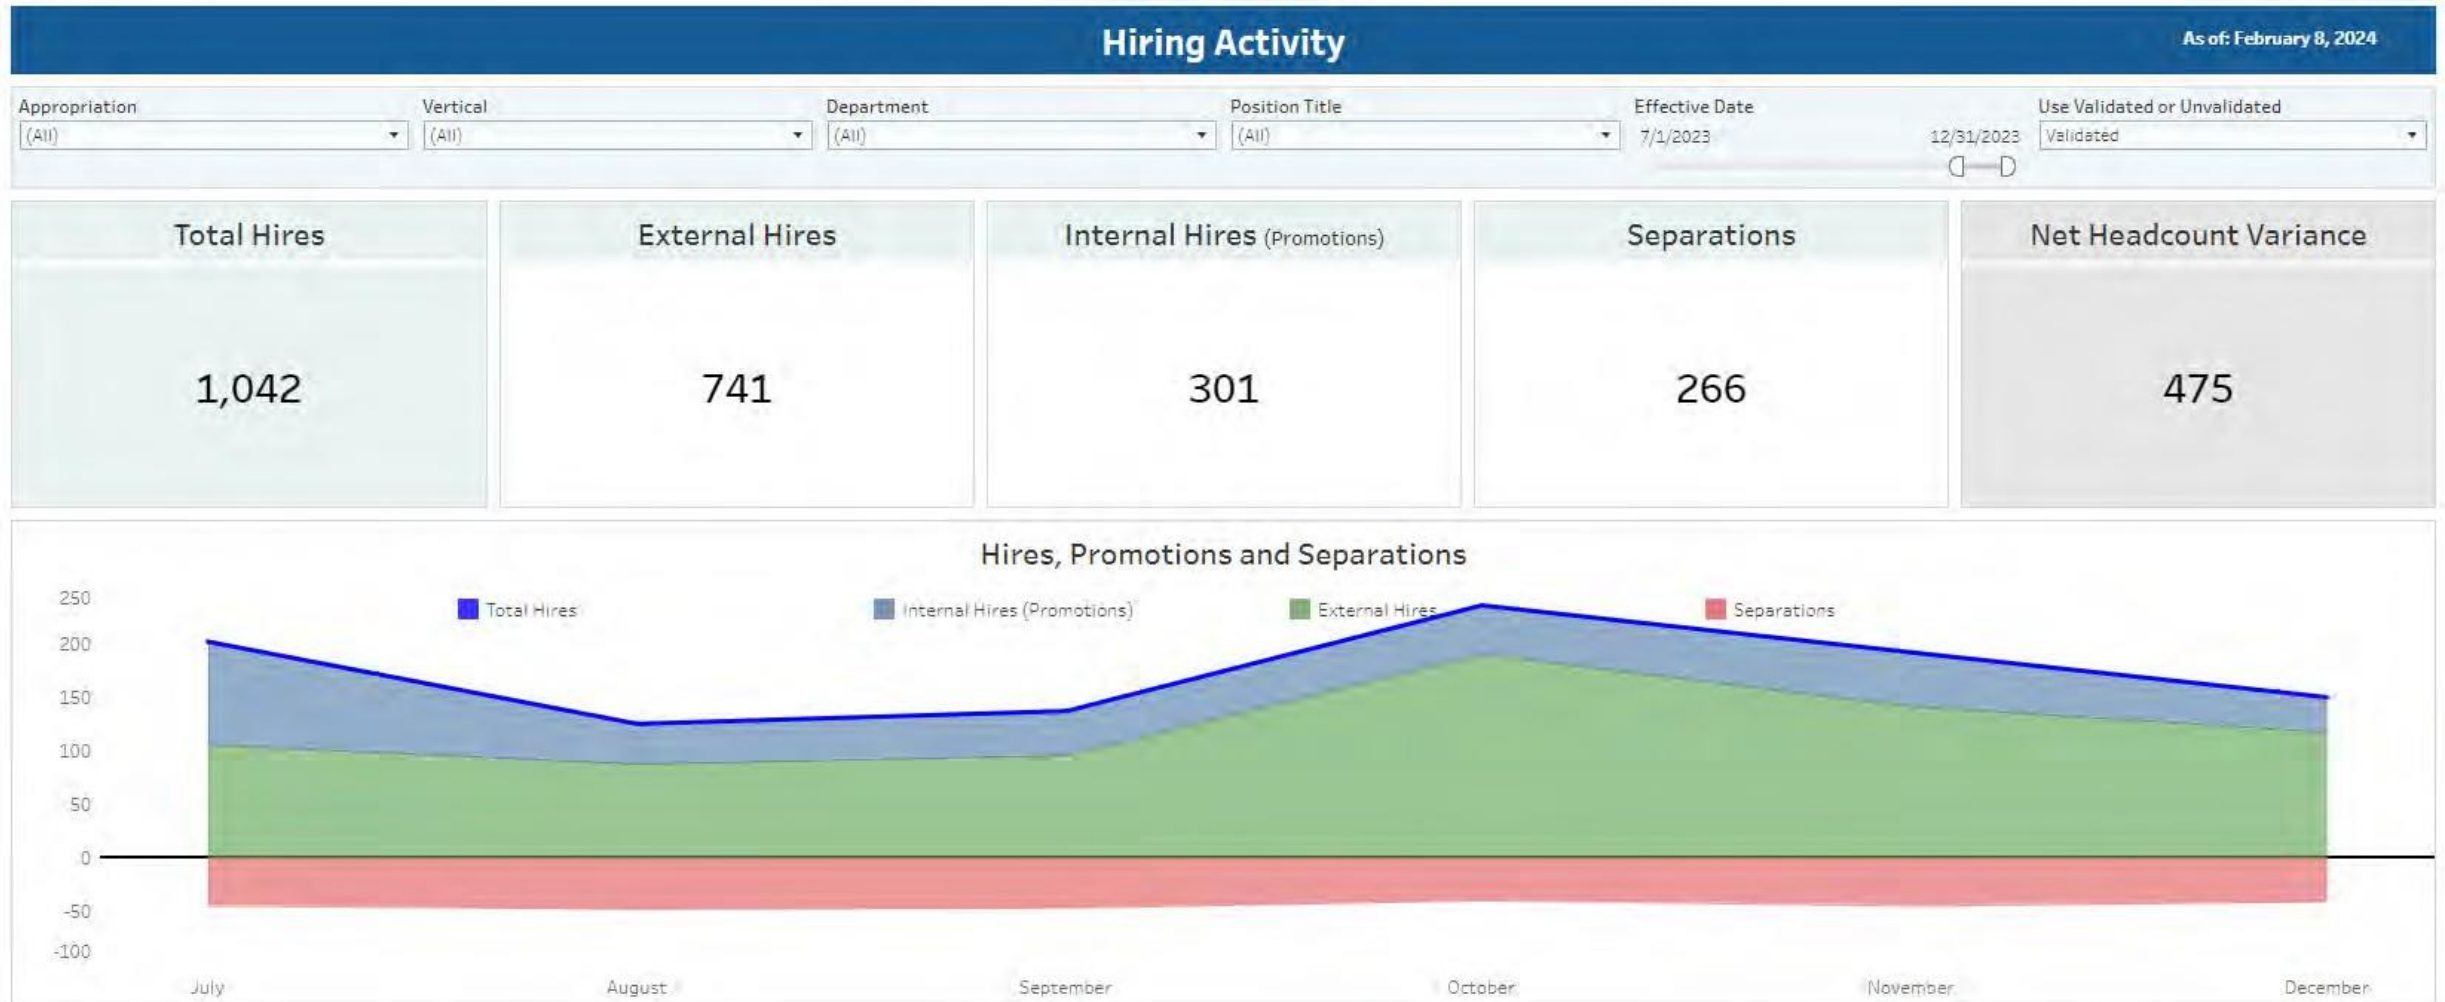 Hiring Activity
As of: February 8, 2024
Appropriation
(All)
Vertical
(All)
Department
(All)
Position Title
(All)
Effective Date
7/1/2023
12/31/2023
Use Validated or Unvalidated
Validated
Total Hires
1,042
External Hires
741
Internal Hires (Promotions)
301
Separations
266
Net Headcount Variance
475
Hires, Promotions and Separations
Total Hires
Internal Hires (Promotions)
External Hires
Separations
250
200
150
100
50
0
-50
-100
July
August
September
October
November
December